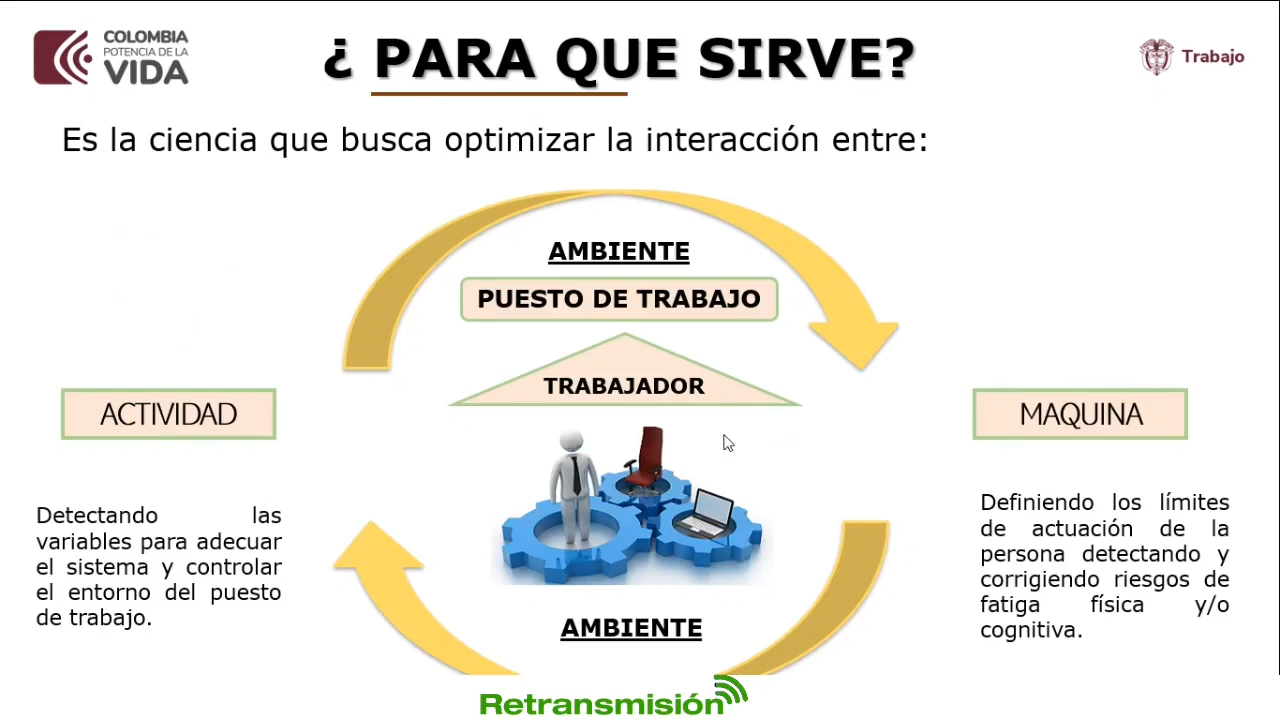 COLOMBIA
POTENCIA DE LA
VIDA
¿ PARA QUE SIRVE?
Trabajo
Es la ciencia que busca optimizar la interacción entre:
AMBIENTE
PUESTO DE TRABAJO
TRABAJADOR
ACTIVIDAD
MAQUINA
Detectando las
variables para adecuar
el sistema y controlar
el entorno del puesto
de trabajo.
Definiendo los límites
de actuación de la
persona detectando y
corrigiendo riesgos de
fatiga física y/o
cognitiva.
AMBIENTE
Retransmisión